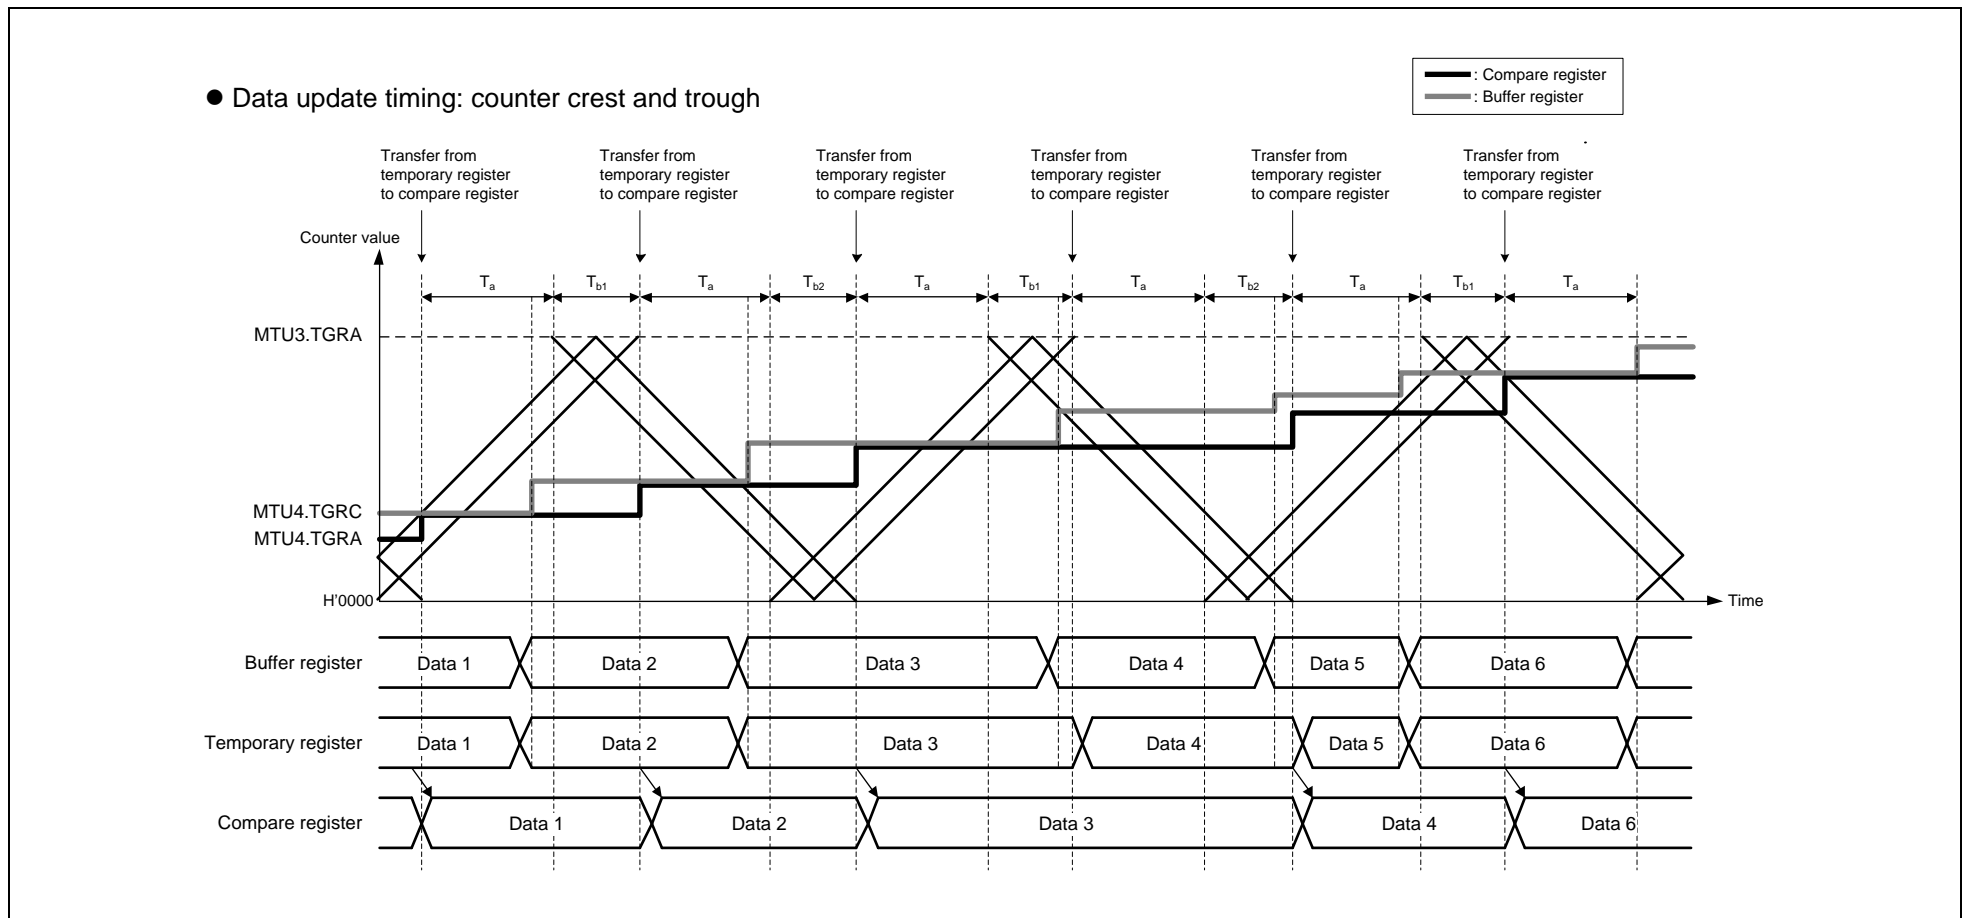 : Compare register
: Buffer register
● Data update timing: counter crest and trough
Transfer from
temporary register
to compare register
Transfer from
temporary register
to compare register
Transfer from
temporary register
to compare register
Transfer from
temporary register
to compare register
Transfer from
temporary register
to compare register
Transfer from
temporary register
to compare register
Counter value
Ta Tb1 Ta Tb2 Ta Tb1 Ta Tb2 Ta Tb1 Ta
MTU3.TGRA
MTU4.TGRC
MTU4.TGRA
H'0000
Time
Buffer register Data 1 Data 2 Data 3 Data 4 Data 5 Data 6
Temporary register Data 1 Data 2 Data 3 Data 4 Data 5 Data 6
Compare register Data 1 Data 2 Data 3 Data 4 Data 6